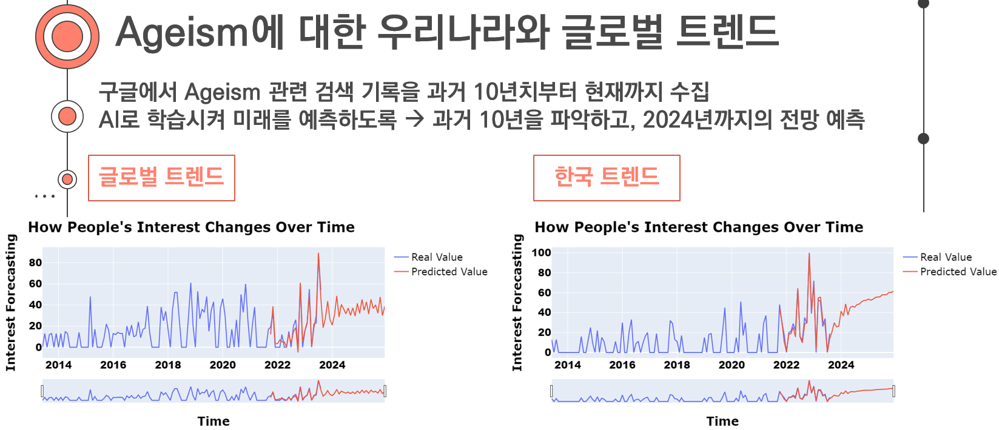 Ageism에 대한 우리나라와 글로벌 트렌드
구글에서 Ageism 관련 검색 기록을 과거 10년치부터 현재까지 수집
AI로 학습시켜 미래를 예측하도록 → 과거 10년을 파악하고, 2024년까지의 전망 예측
글로벌 트렌드
...
How People's Interest Changes Over Time
Interest Forecasting
80
60
40
20
0
2014 2016 2018 2020 2022 2024
Real Value
Predicted Value
Time
한국 트렌드
How People's Interest Changes Over Time
Interest Forecasting
100
80
60
40
20
0
2014 2016 2018 2020 2022 2024
Real Value
Predicted Value
Time